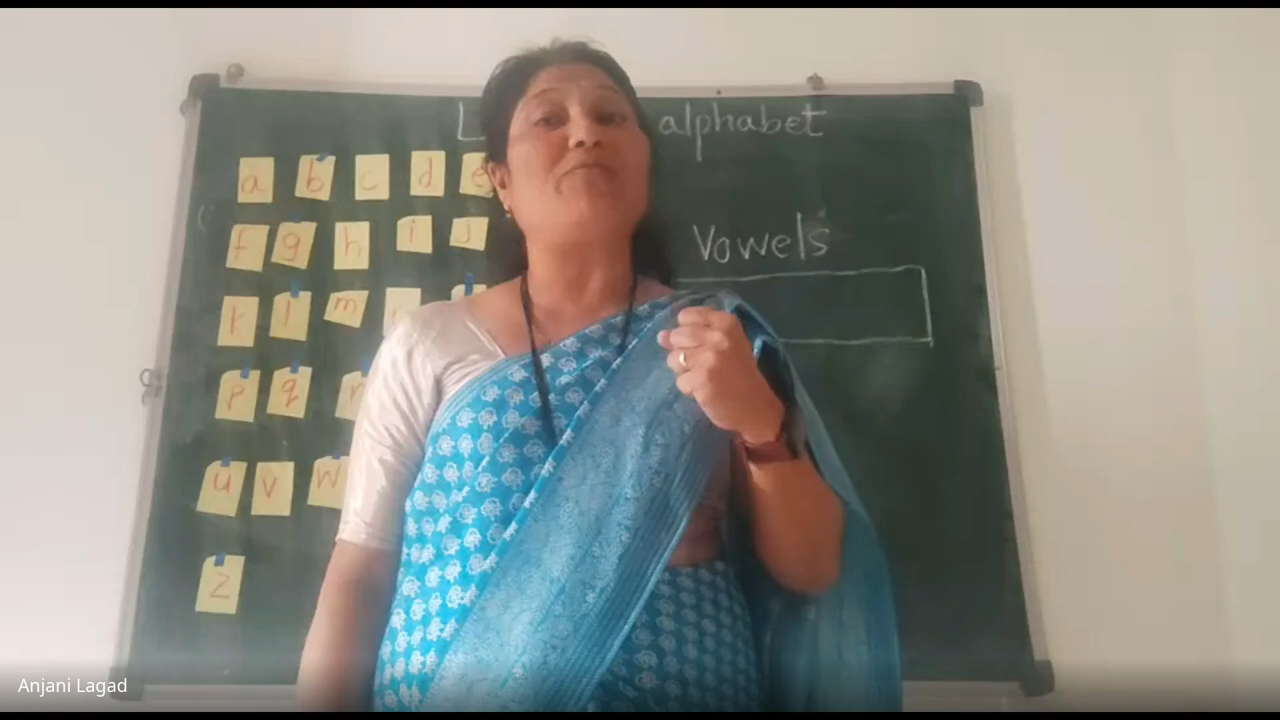 alphabet
a b c d e
f g h i j
Vowels
k l m
p q r
u v w
z
Anjani Lagad